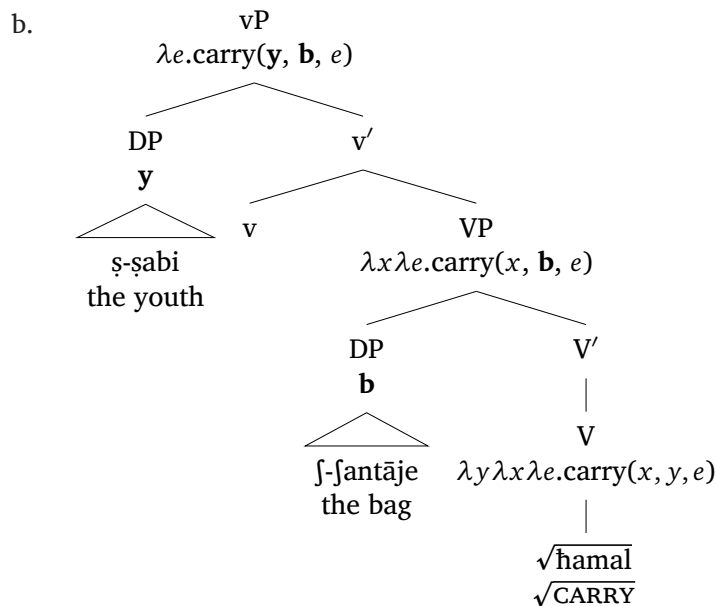 b.
vP
λe.carry(y, b, e)
DP
v′
y
v
VP
ṣ-ṣabi
λxλe.carry(x, b, e)
the youth
DP
V′
b
V
ʃ-ʃantāje
λyλxλe.carry(x, y, e)
the bag
√ħamal
√CARRY